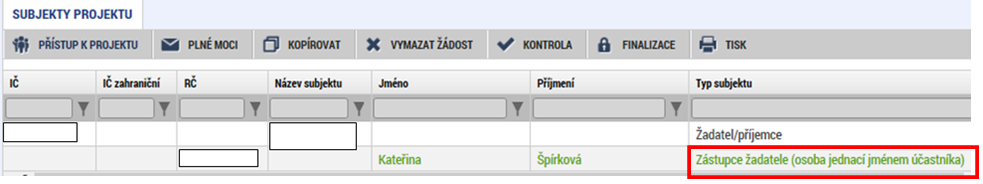 SUBJEKTY PROJEKTU
PŘÍSTUP K PROJEKTU PLNÉ MOCI KOPÍROVAT VYMAZAT ŽÁDOST KONTROLA FINALIZACE TISK
IČ IČ zahraniční RČ Název subjektu Jméno Příjmení Typ subjektu
Žadatel/příjemce
Kateřina Špírková Zástupce žadatele (osoba jednací jménem účastníka)